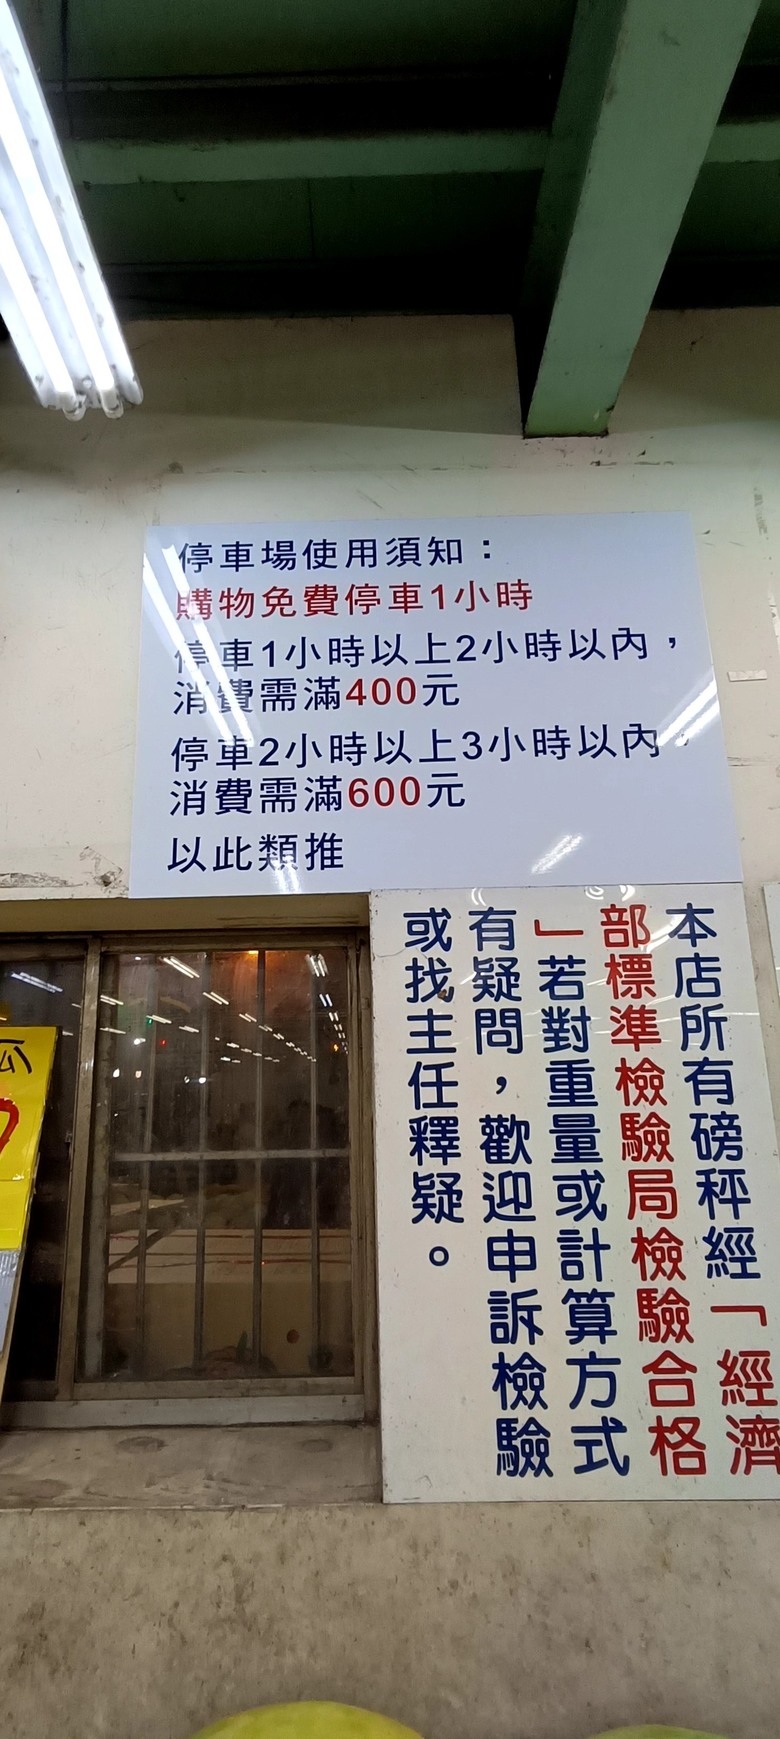 停車場使用須知：
購物免費停車1小時
停車1小時以上2小時以內，
消費需滿400元
停車2小時以上3小時以內，
消費需滿600元
以此類推
本店所有磅秤經「經濟
部標準檢驗局檢驗合格
」若對重量或計算方式
有疑問，歡迎申訴檢驗
或找主任釋疑。